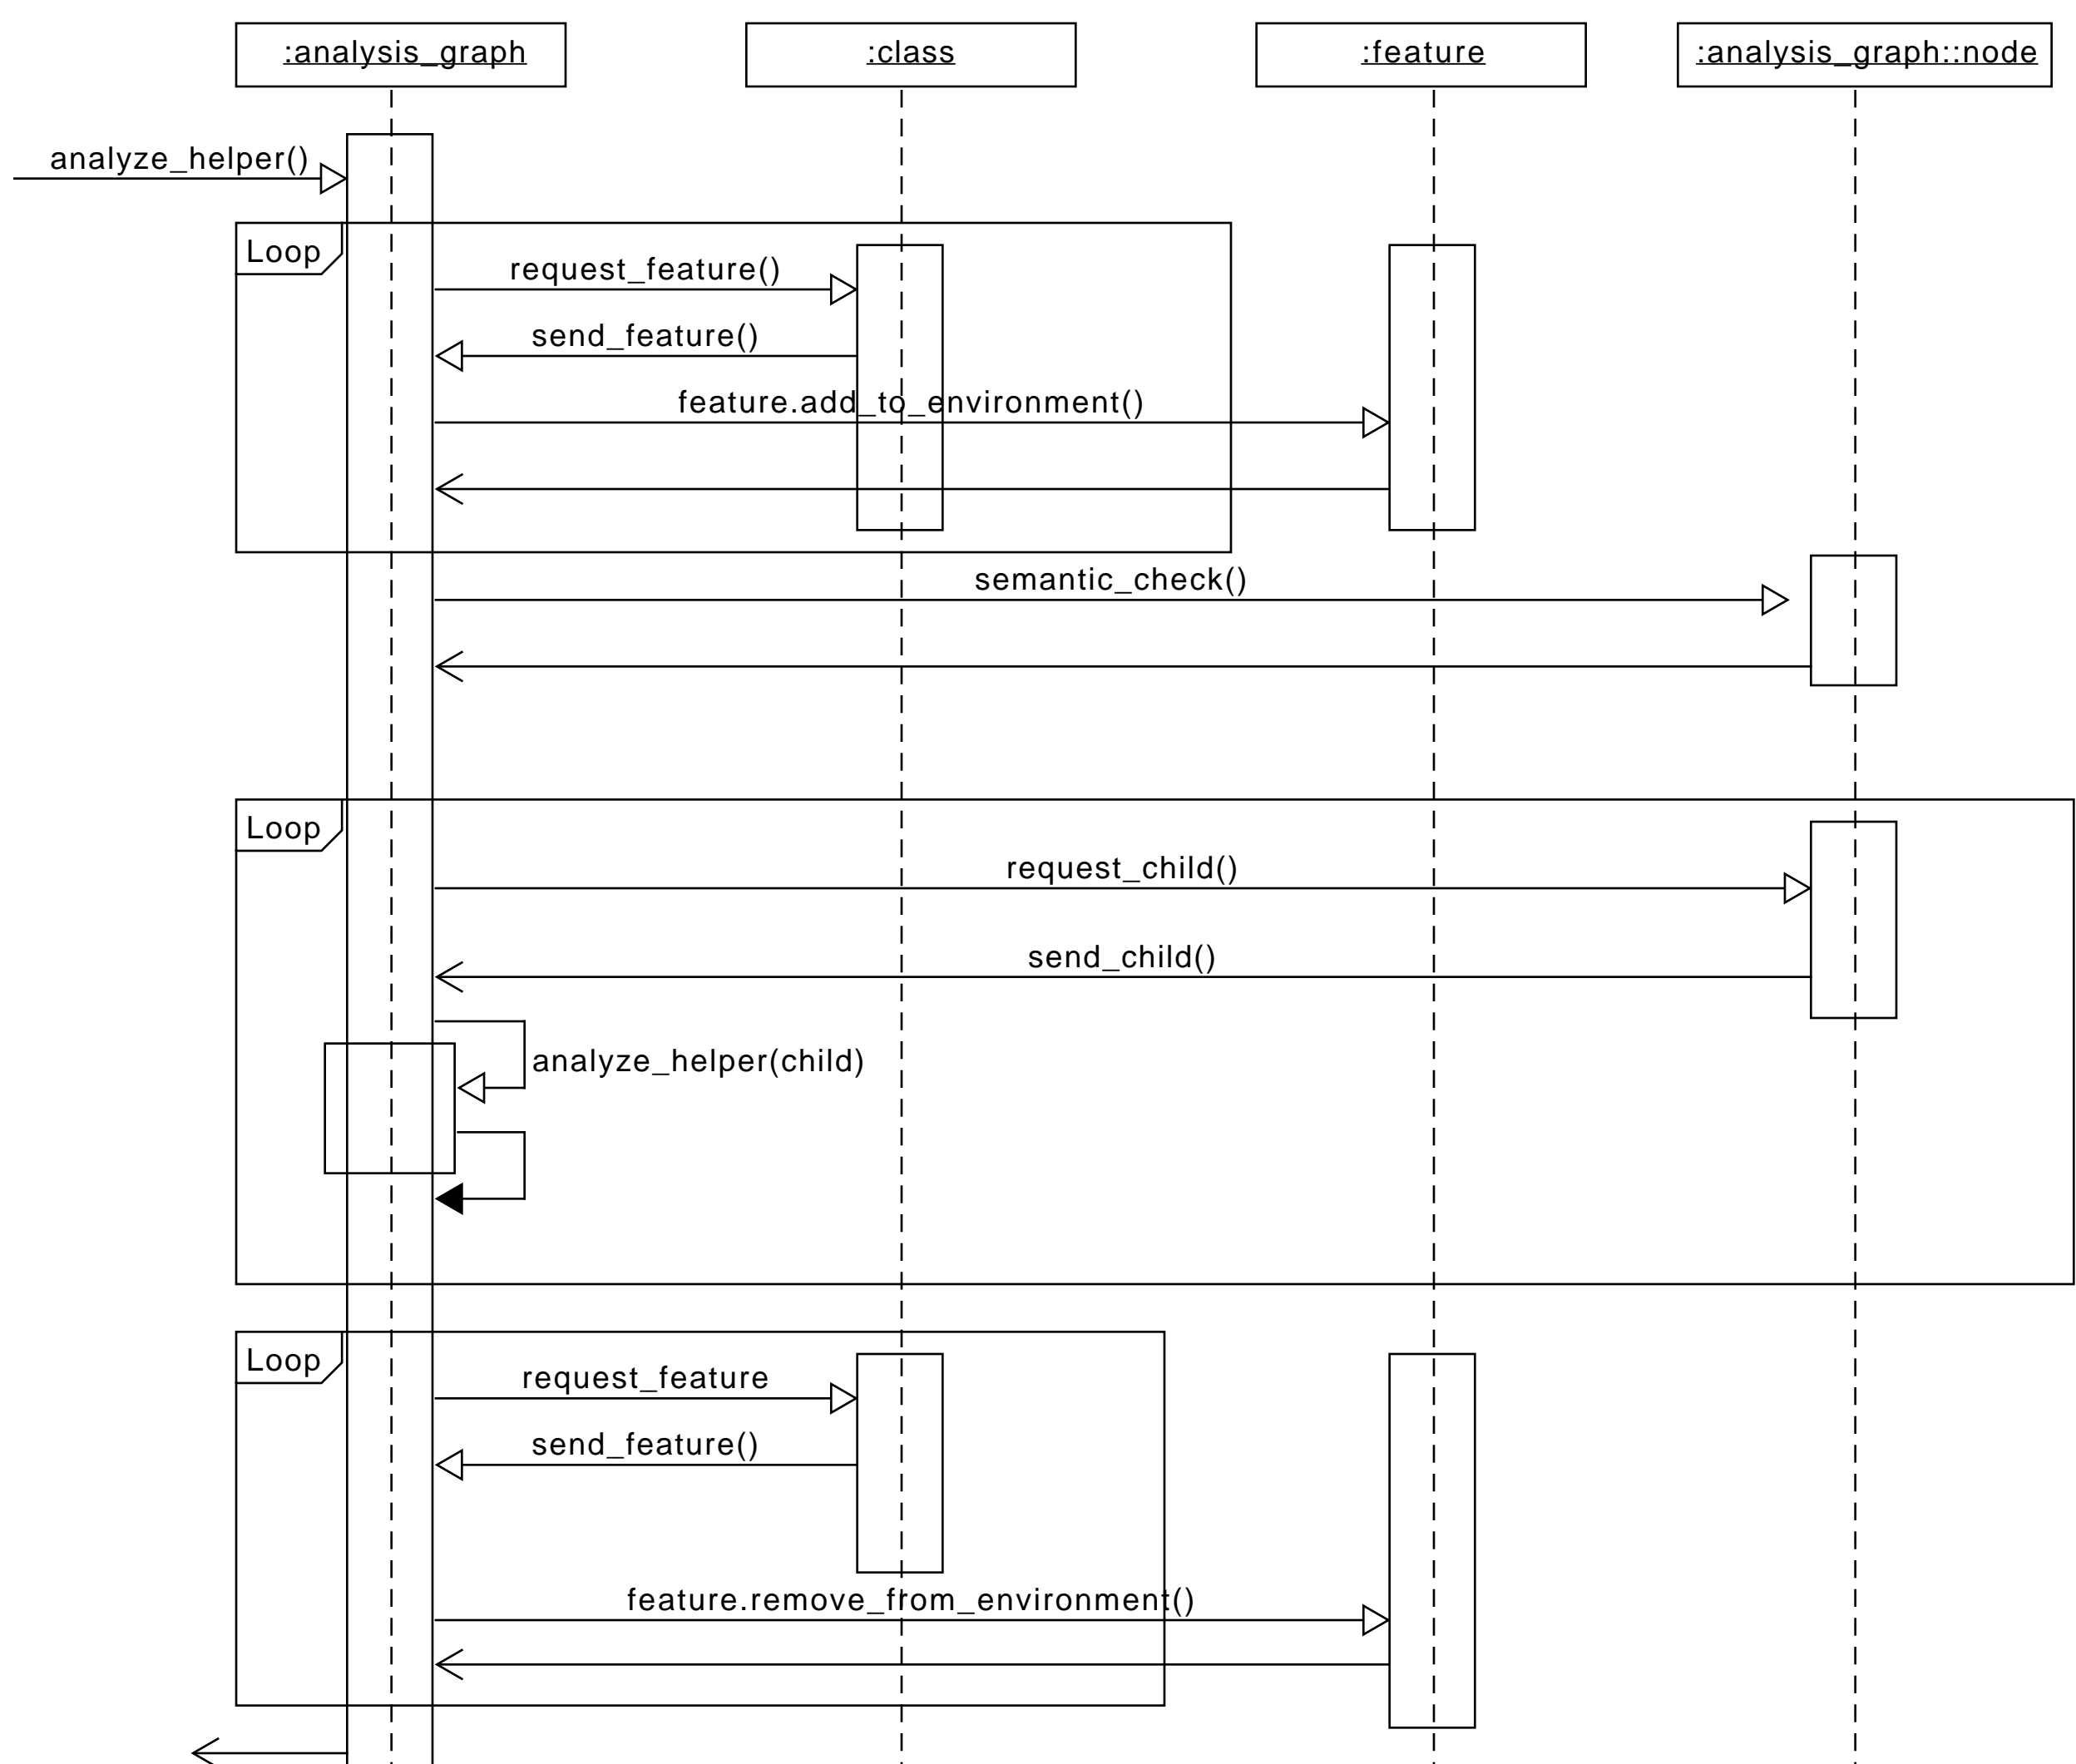 :analysis_graph
:class
:feature
:analysis_graph::node
analyze_helper()
Loop
request_feature()
send_feature()
feature.add_to_environment()
semantic_check()
Loop
request_child()
send_child()
analyze_helper(child)
Loop
request_feature
send_feature()
feature.remove_from_environment()